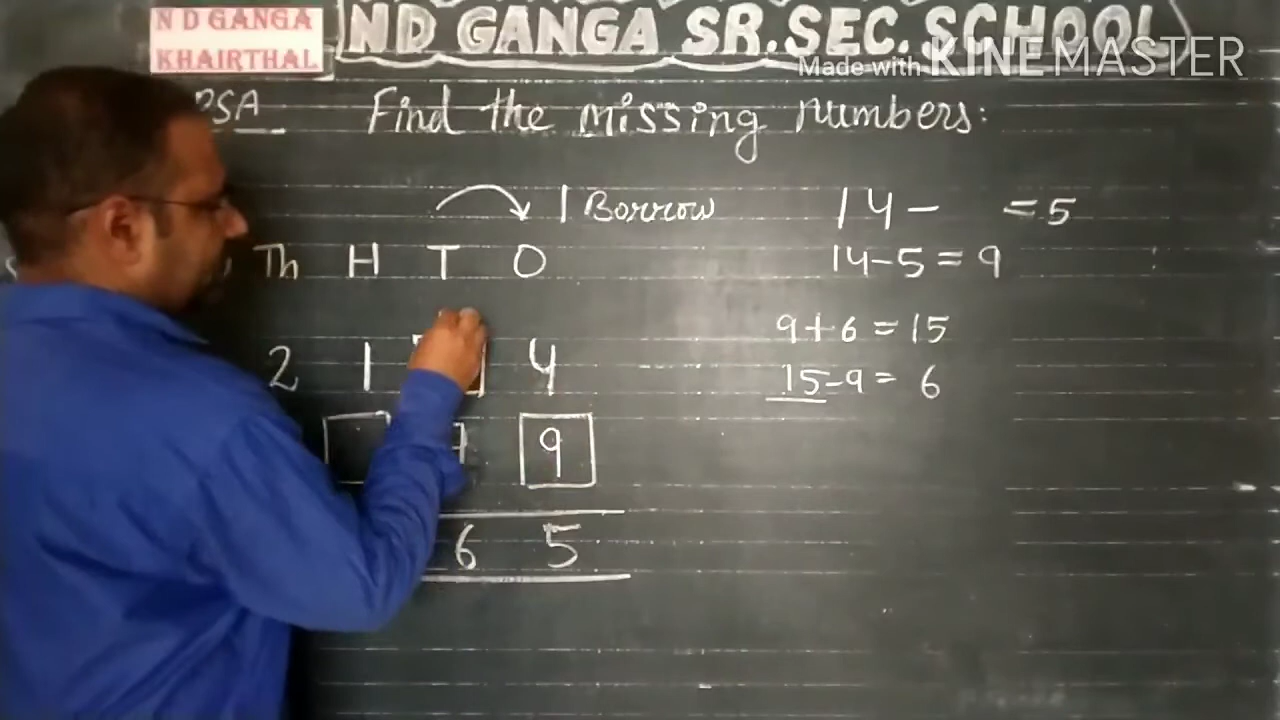 N D GANGA
KHAIRTHAL
ND GANGA SR. SEC. SCHOOL
Made with KINEMASTER
Find the missing numbers:
1 Borrow
14 - = 5
Th H T O
14-5 = 9
9+6 = 15
2 1 4
15-9 = 6
9
6 5